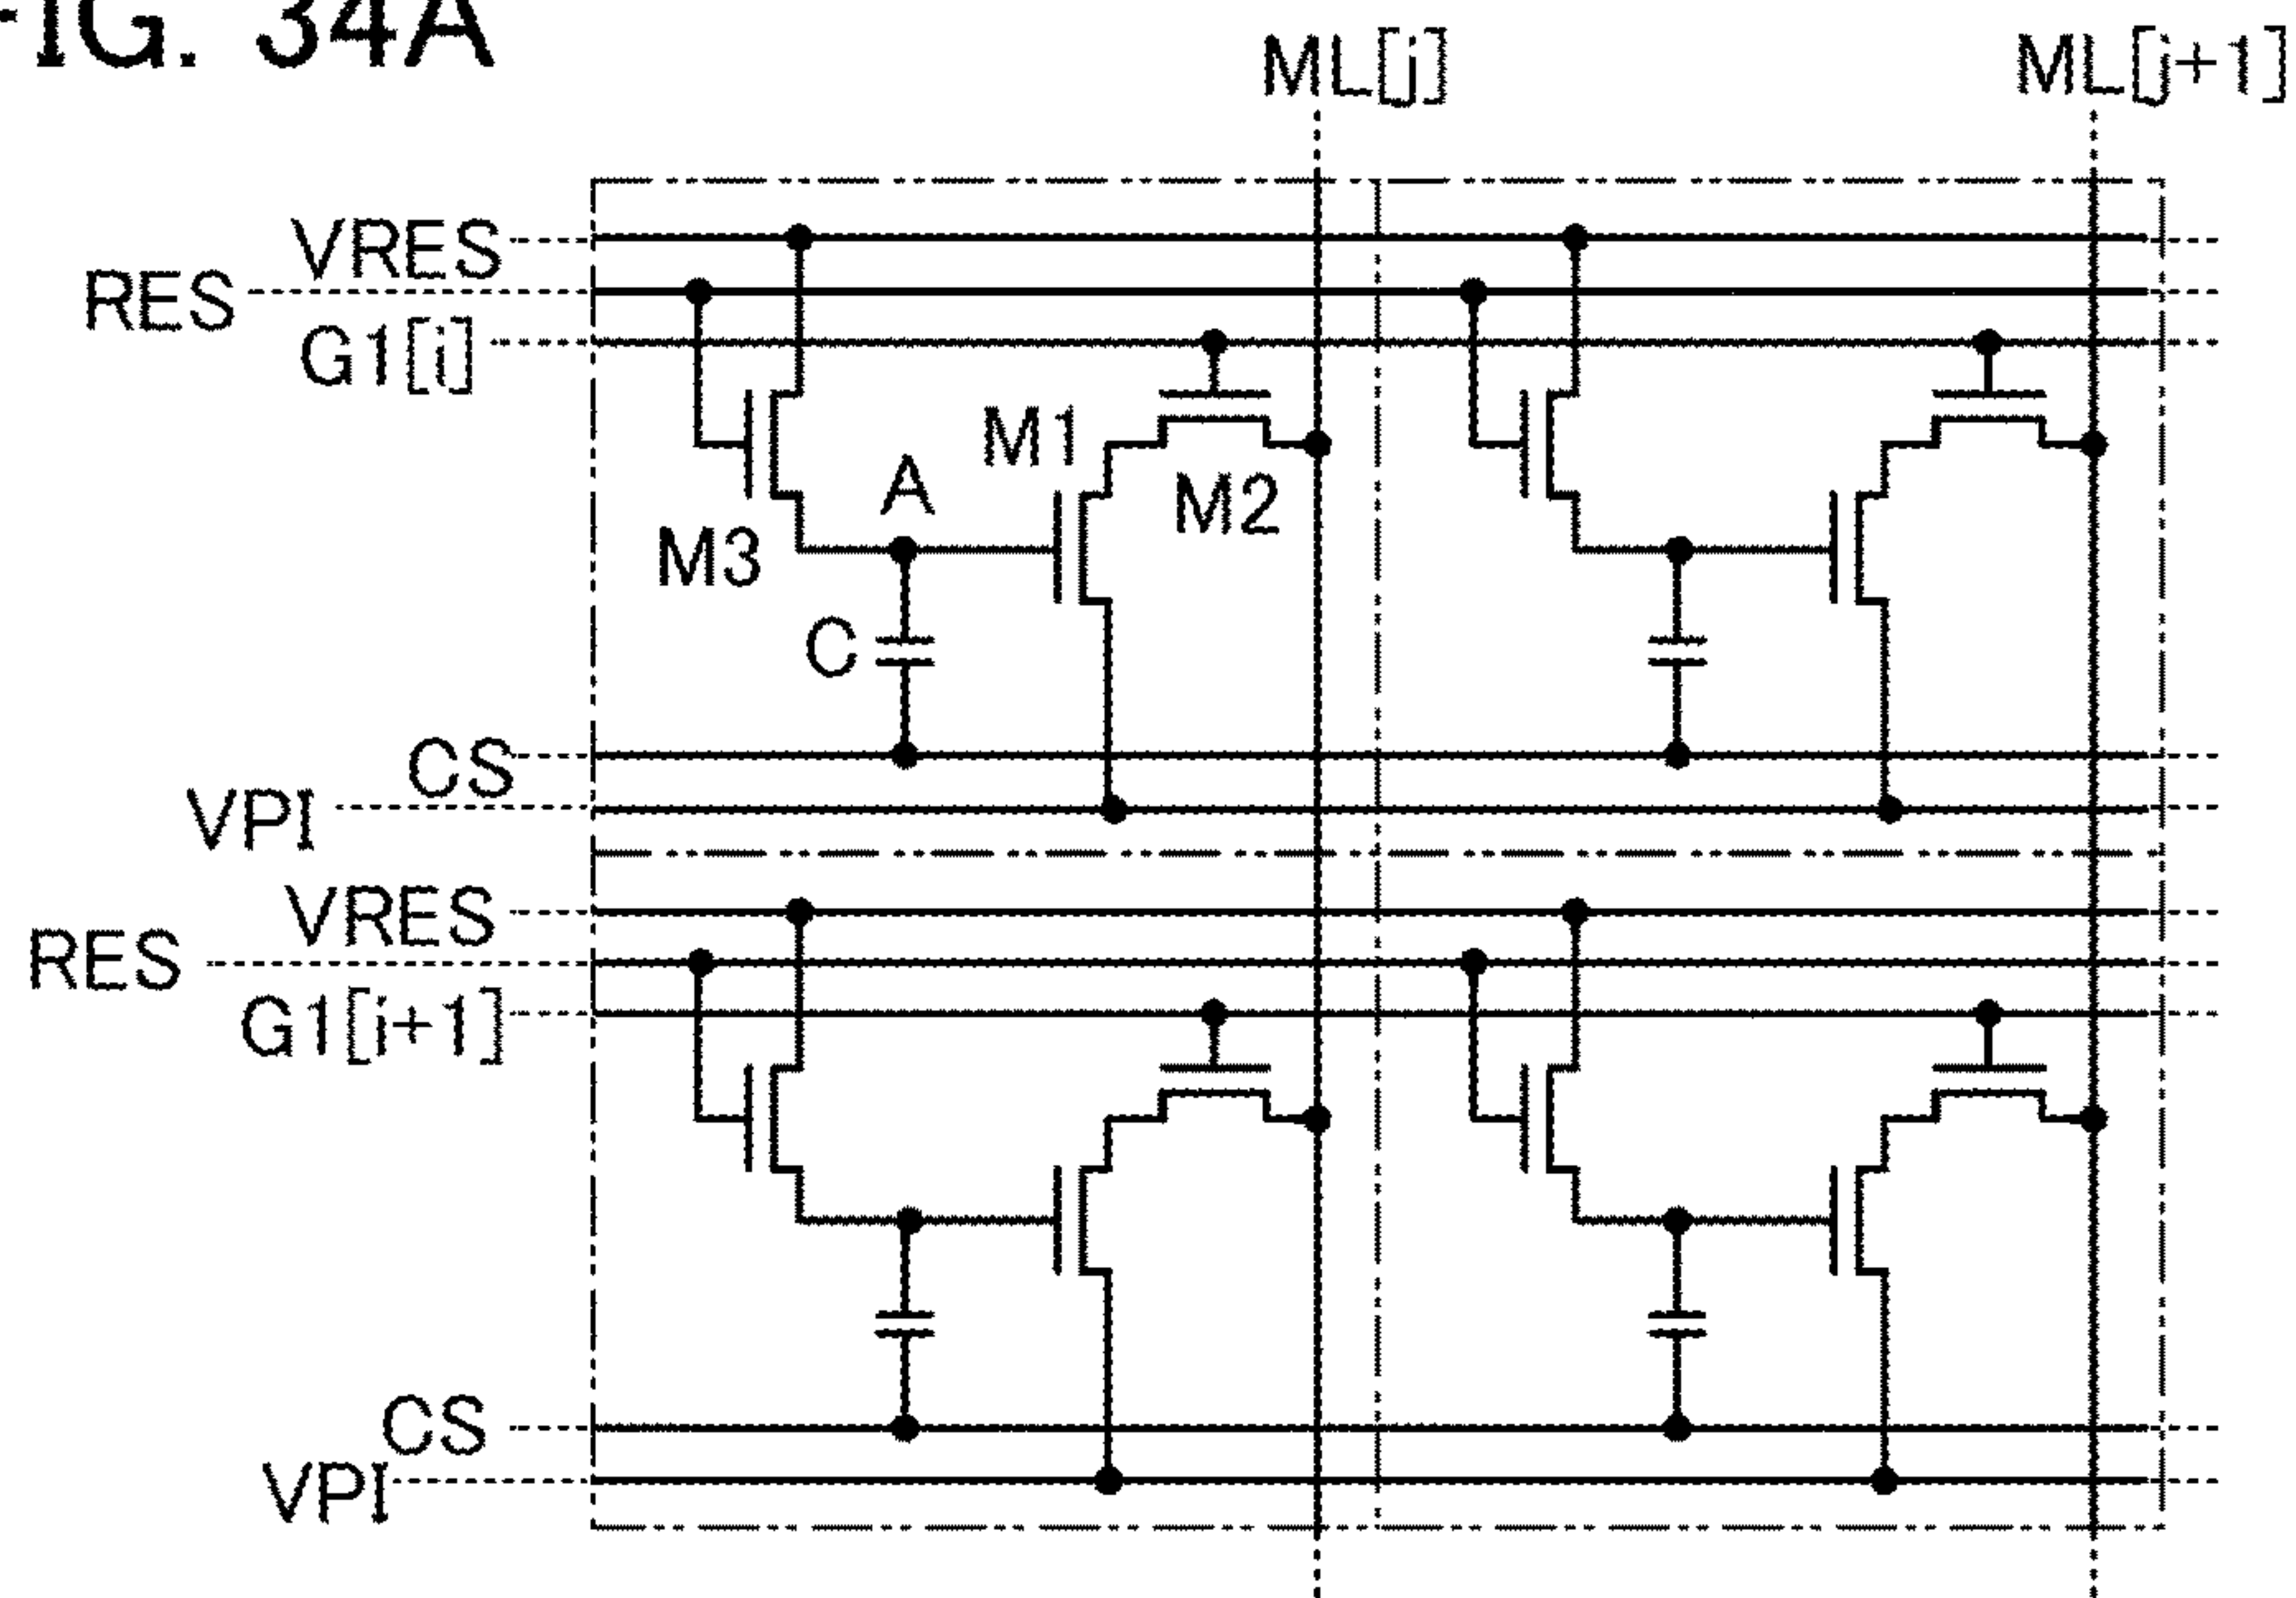 FIG. 34A
ML[j]
ML[j+1]
VRES
RES
G1[i]
M1
A
M2
M3
C
CS
VPI
VRES
RES
G1[i+1]
CS
VPI